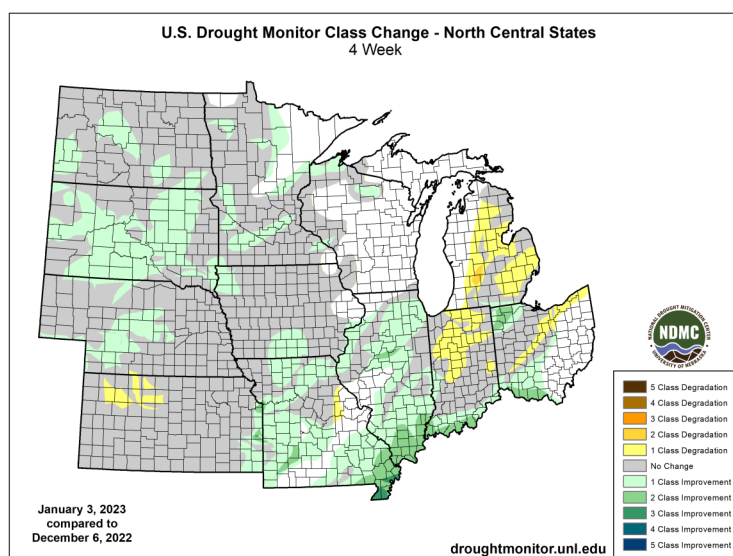 U.S. Drought Monitor Class Change - North Central States
4 Week
NATIONAL DROUGHT MITIGATION CENTER
NDMC
UNIVERSITY OF NEBRASKA
5 Class Degradation
4 Class Degradation
3 Class Degradation
2 Class Degradation
1 Class Degradation
No Change
1 Class Improvement
2 Class Improvement
3 Class Improvement
4 Class Improvement
5 Class Improvement
January 3, 2023
compared to
December 6, 2022
droughtmonitor.unl.edu